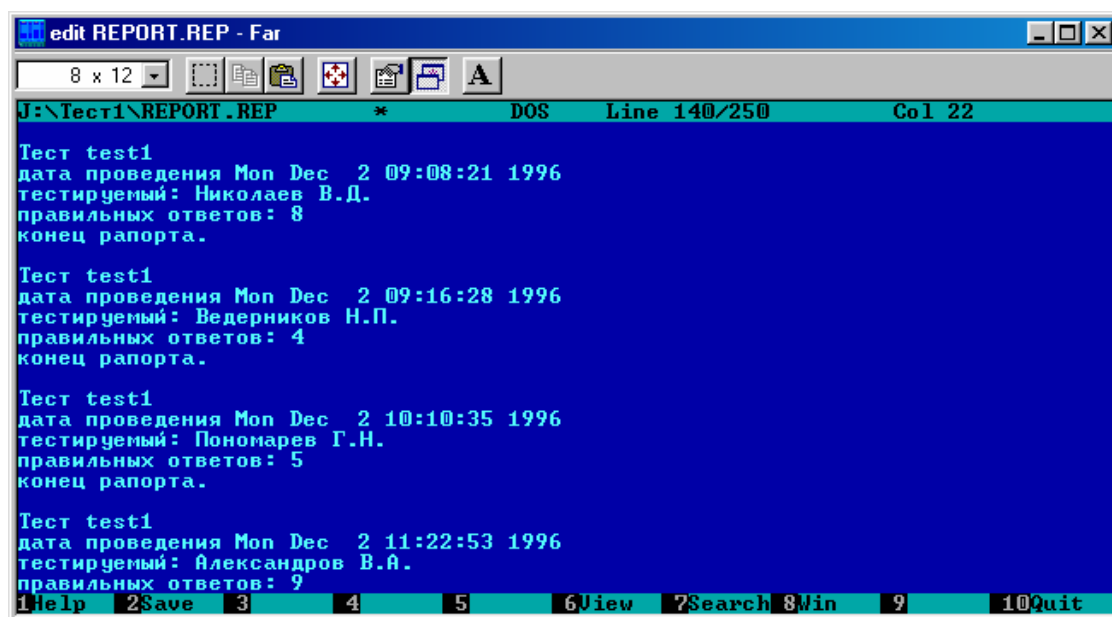 edit REPORT.REP - Far
8 x 12
A
J:\Тест1\REPORT.REP * DOS Line 140/250 Col 22
Тест test1
дата проведения Mon Dec  2 09:08:21 1996
тестируемый: Николаев В.Д.
правильных ответов: 8
конец рапорта.
Тест test1
дата проведения Mon Dec  2 09:16:28 1996
тестируемый: Ведерников Н.П.
правильных ответов: 4
конец рапорта.
Тест test1
дата проведения Mon Dec  2 10:10:35 1996
тестируемый: Пономарев Г.Н.
правильных ответов: 5
конец рапорта.
Тест test1
дата проведения Mon Dec  2 11:22:53 1996
тестируемый: Александров В.А.
правильных ответов: 9
1Help 2Save 3 4 5 6View 7Search 8Win 9 10Quit